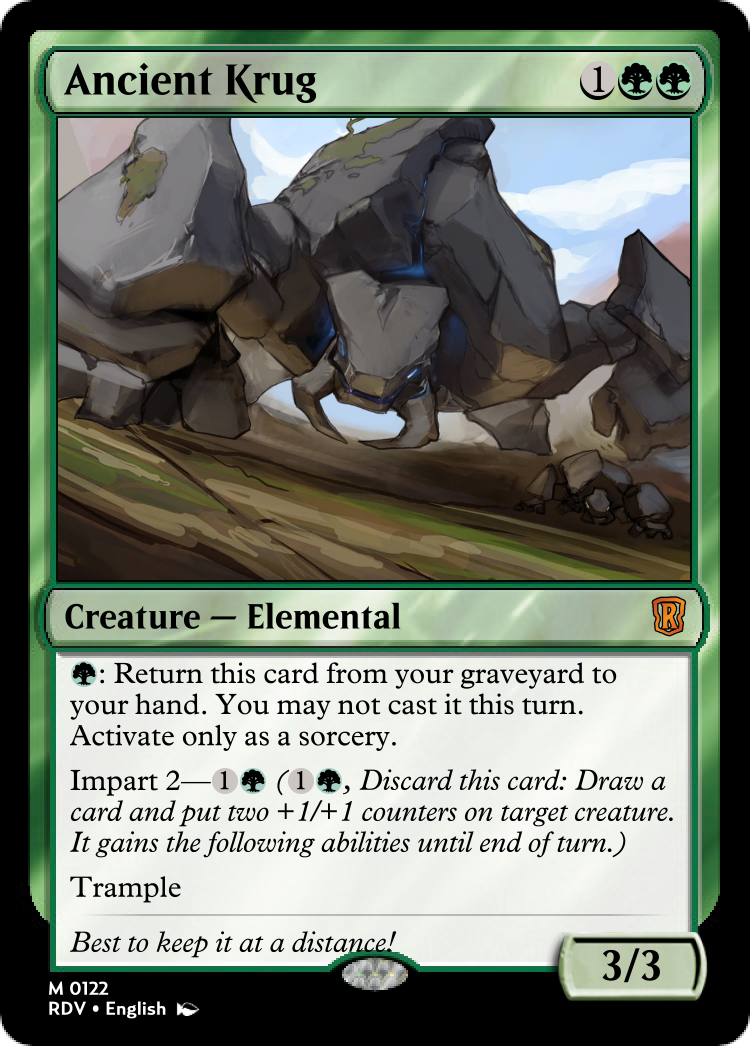 Ancient Krug 1
Creature — Elemental R
: Return this card from your graveyard to
your hand. You may not cast it this turn.
Activate only as a sorcery.
Impart 2—1 (1, Discard this card: Draw a
card and put two +1/+1 counters on target creature.
It gains the following abilities until end of turn.)
Trample
Best to keep it at a distance!
3/3
M 0122
RDV • English